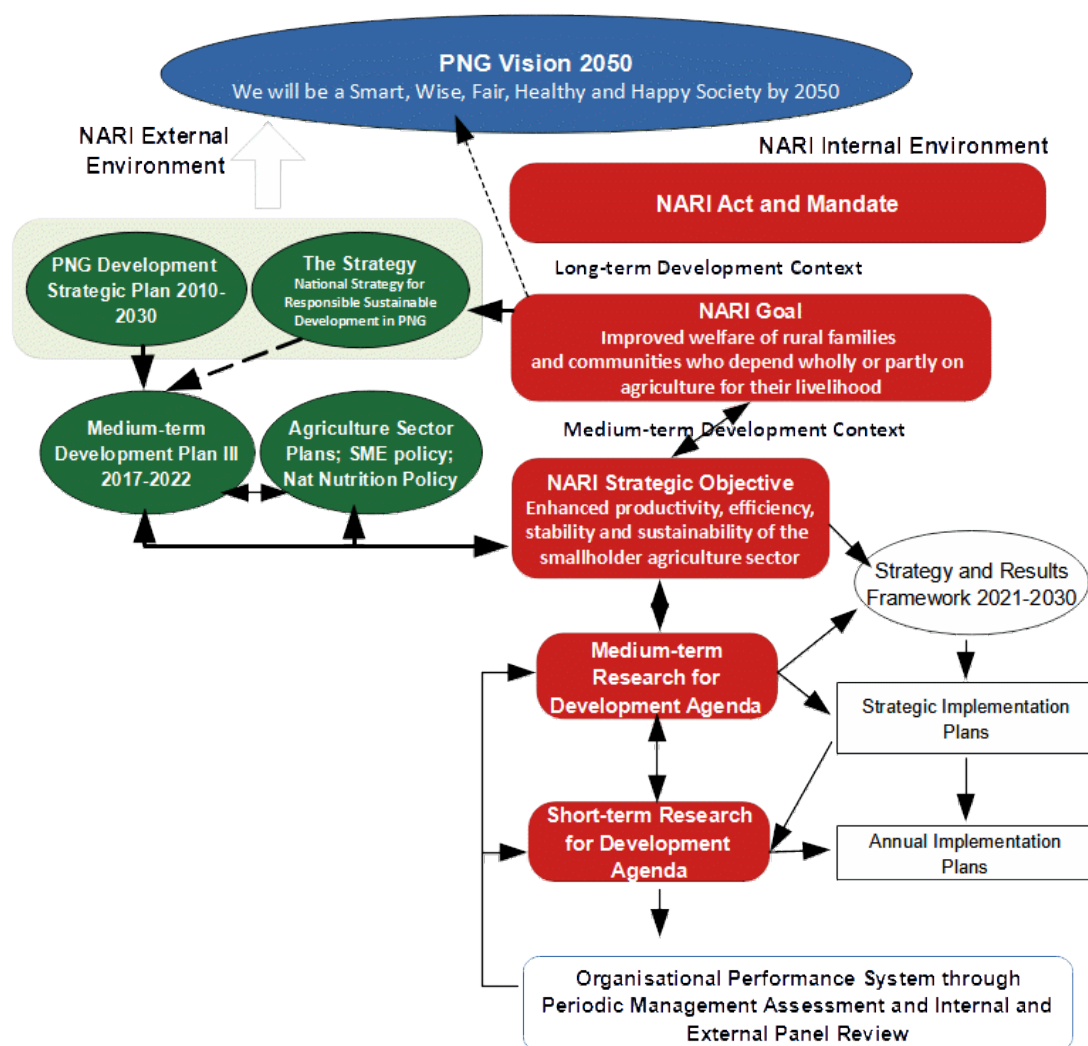 PNG Vision 2050
We will be a Smart, Wise, Fair, Healthy and Happy Society by 2050
NARI External
Environment
NARI Internal Environment
NARI Act and Mandate
PNG Development
Strategic Plan 2010-
2030
The Strategy
National Strategy for
Responsible Sustainable
Development in PNG
Long-term Development Context
NARI Goal
Improved welfare of rural families
and communities who depend wholly or partly on
agriculture for their livelihood
Medium-term Development Context
Medium-term
Development Plan III
2017-2022
Agriculture Sector
Plans; SME policy;
Nat Nutrition Policy
NARI Strategic Objective
Enhanced productivity, efficiency,
stability and sustainability of the
smallholder agriculture sector
Strategy and Results
Framework 2021-2030
Medium-term
Research for
Development Agenda
Strategic Implementation
Plans
Short-term Research
for Development
Agenda
Annual Implementation
Plans
Organisational Performance System through
Periodic Management Assessment and Internal and
External Panel Review